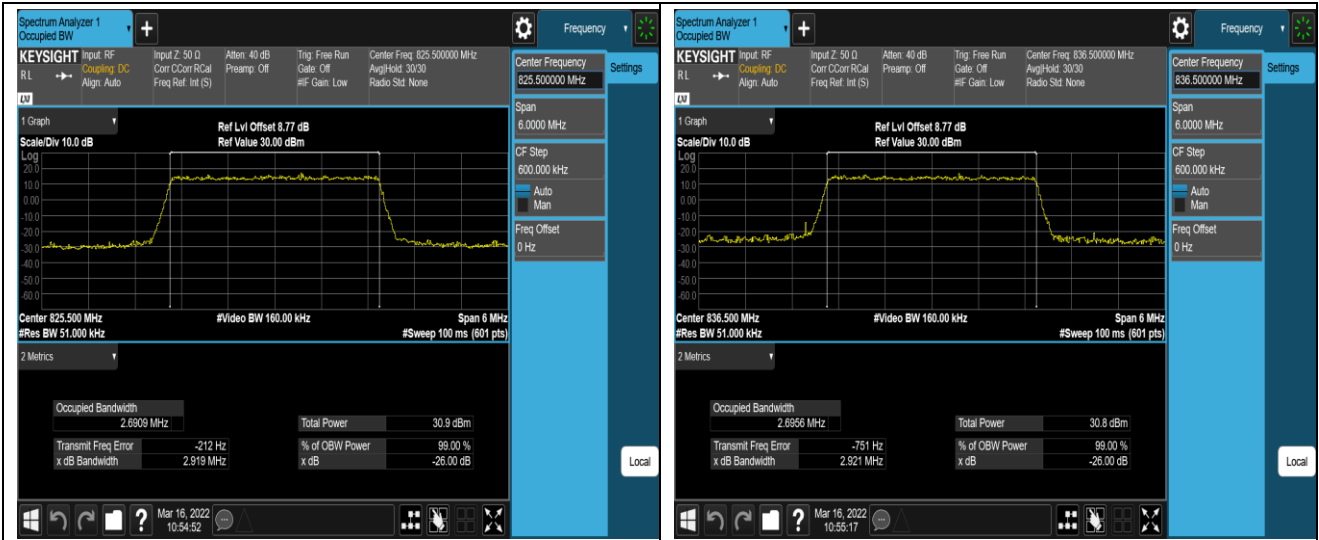 Spectrum Analyzer 1
Occupied BW
+
Frequency
KEYSIGHT Input: RF Input Z: 50 Ω Atten: 40 dB Trig: Free Run Center Freq: 825.500000 MHz
RL Coupling: DC Corr CCorr RCal Preamp: Off Gate: Off Avg|Hold: 30/30
Align: Auto Freq Ref: Int (S) #IF Gain: Low Radio Std: None
LXI
Center Frequency
825.500000 MHz
Settings
Span
6.0000 MHz
CF Step
600.000 kHz
Auto
Man
Freq Offset
0 Hz
Local
1 Graph
Ref Lvl Offset 8.77 dB
Scale/Div 10.0 dB Ref Value 30.00 dBm
Log
20.0
10.0
0.00
-10.0
-20.0
-30.0
-40.0
-50.0
-60.0
Center 825.500 MHz #Video BW 160.00 kHz Span 6 MHz
#Res BW 51.000 kHz #Sweep 100 ms (601 pts)
2 Metrics
Occupied Bandwidth
2.6909 MHz Total Power 30.9 dBm
Transmit Freq Error -212 Hz % of OBW Power 99.00 %
x dB Bandwidth 2.919 MHz x dB -26.00 dB
? Mar 16, 2022
10:54:52
Spectrum Analyzer 1
Occupied BW
+
Frequency
KEYSIGHT Input: RF Input Z: 50 Ω Atten: 40 dB Trig: Free Run Center Freq: 836.500000 MHz
RL Coupling: DC Corr CCorr RCal Preamp: Off Gate: Off Avg|Hold: 30/30
Align: Auto Freq Ref: Int (S) #IF Gain: Low Radio Std: None
LXI
Center Frequency
836.500000 MHz
Settings
Span
6.0000 MHz
CF Step
600.000 kHz
Auto
Man
Freq Offset
0 Hz
Local
1 Graph
Ref Lvl Offset 8.77 dB
Scale/Div 10.0 dB Ref Value 30.00 dBm
Log
20.0
10.0
0.00
-10.0
-20.0
-30.0
-40.0
-50.0
-60.0
Center 836.500 MHz #Video BW 160.00 kHz Span 6 MHz
#Res BW 51.000 kHz #Sweep 100 ms (601 pts)
2 Metrics
Occupied Bandwidth
2.6956 MHz Total Power 30.8 dBm
Transmit Freq Error -751 Hz % of OBW Power 99.00 %
x dB Bandwidth 2.921 MHz x dB -26.00 dB
? Mar 16, 2022
10:55:17